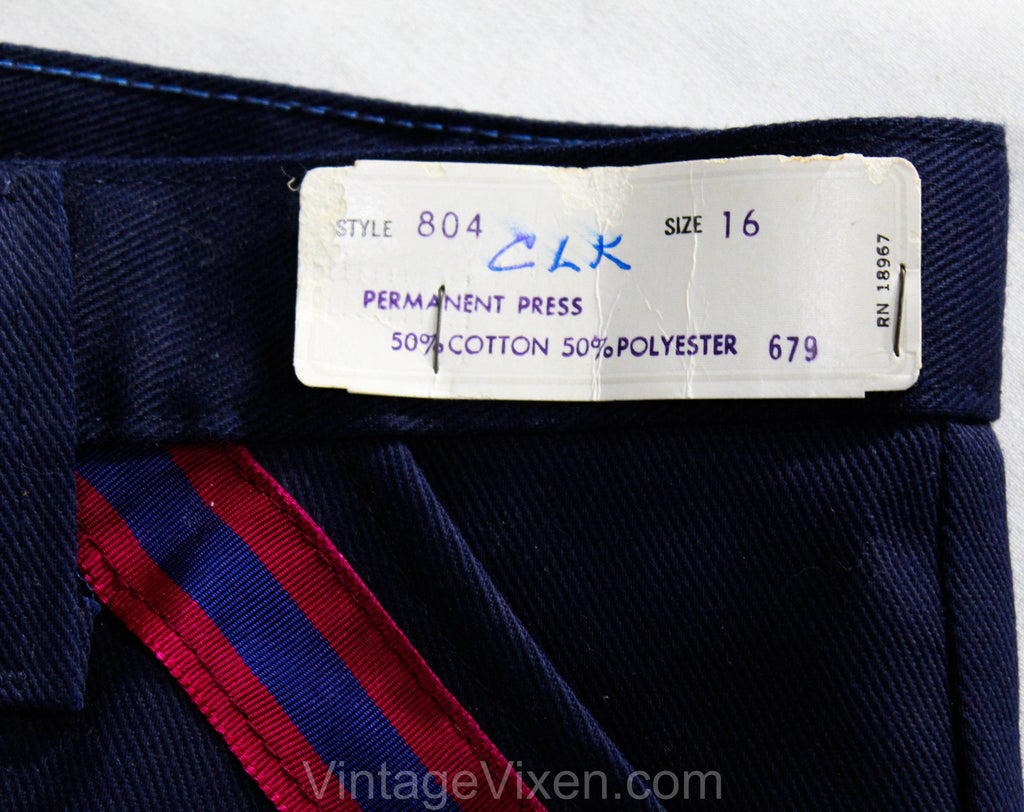 STYLE 804 SIZE 16
CLK
RN 18967
PERMANENT PRESS
50% COTTON 50% POLYESTER 679
VintageVixen.com